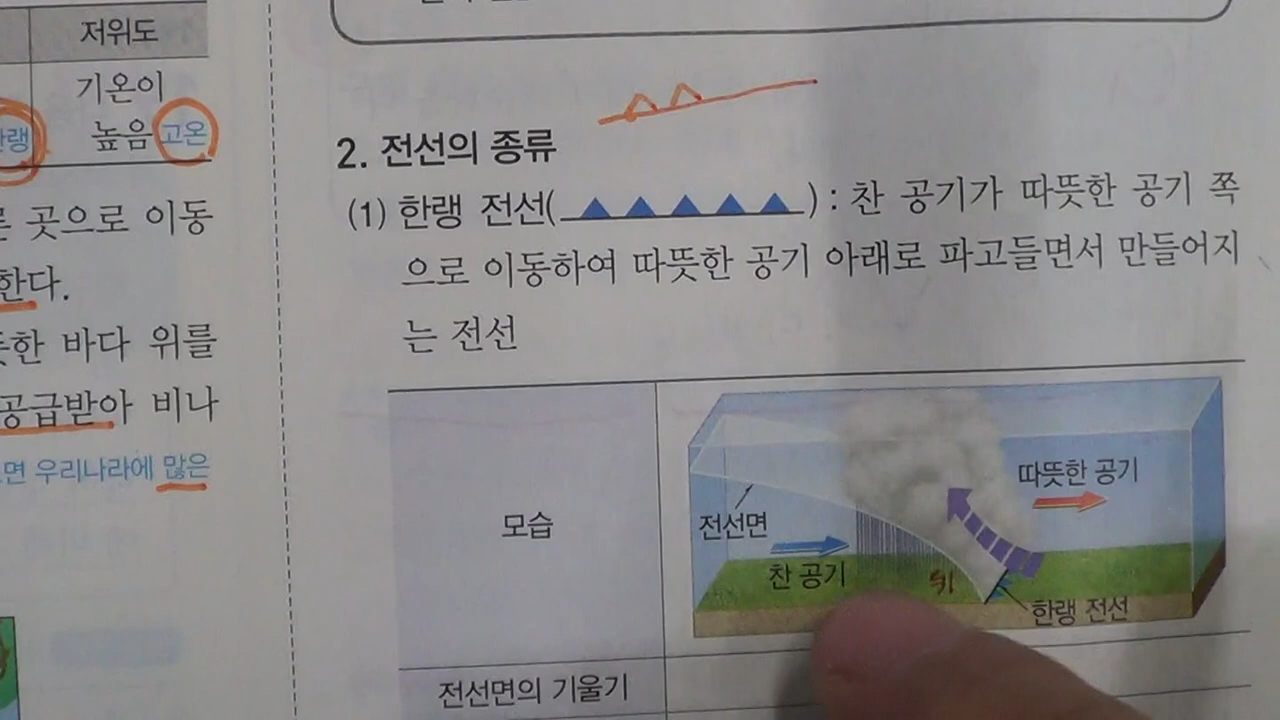 저위도
기온이
높음 고온
곳으로 이동
한다.
한 바다 위를
공급받아 비나
면 우리나라에 많은
2. 전선의 종류
(1) 한랭 전선( ) : 찬 공기가 따뜻한 공기 쪽
으로 이동하여 따뜻한 공기 아래로 파고들면서 만들어지
는 전선
모습
따뜻한 공기
전선면
찬 공기
뒤
한랭 전선
전선면의 기울기